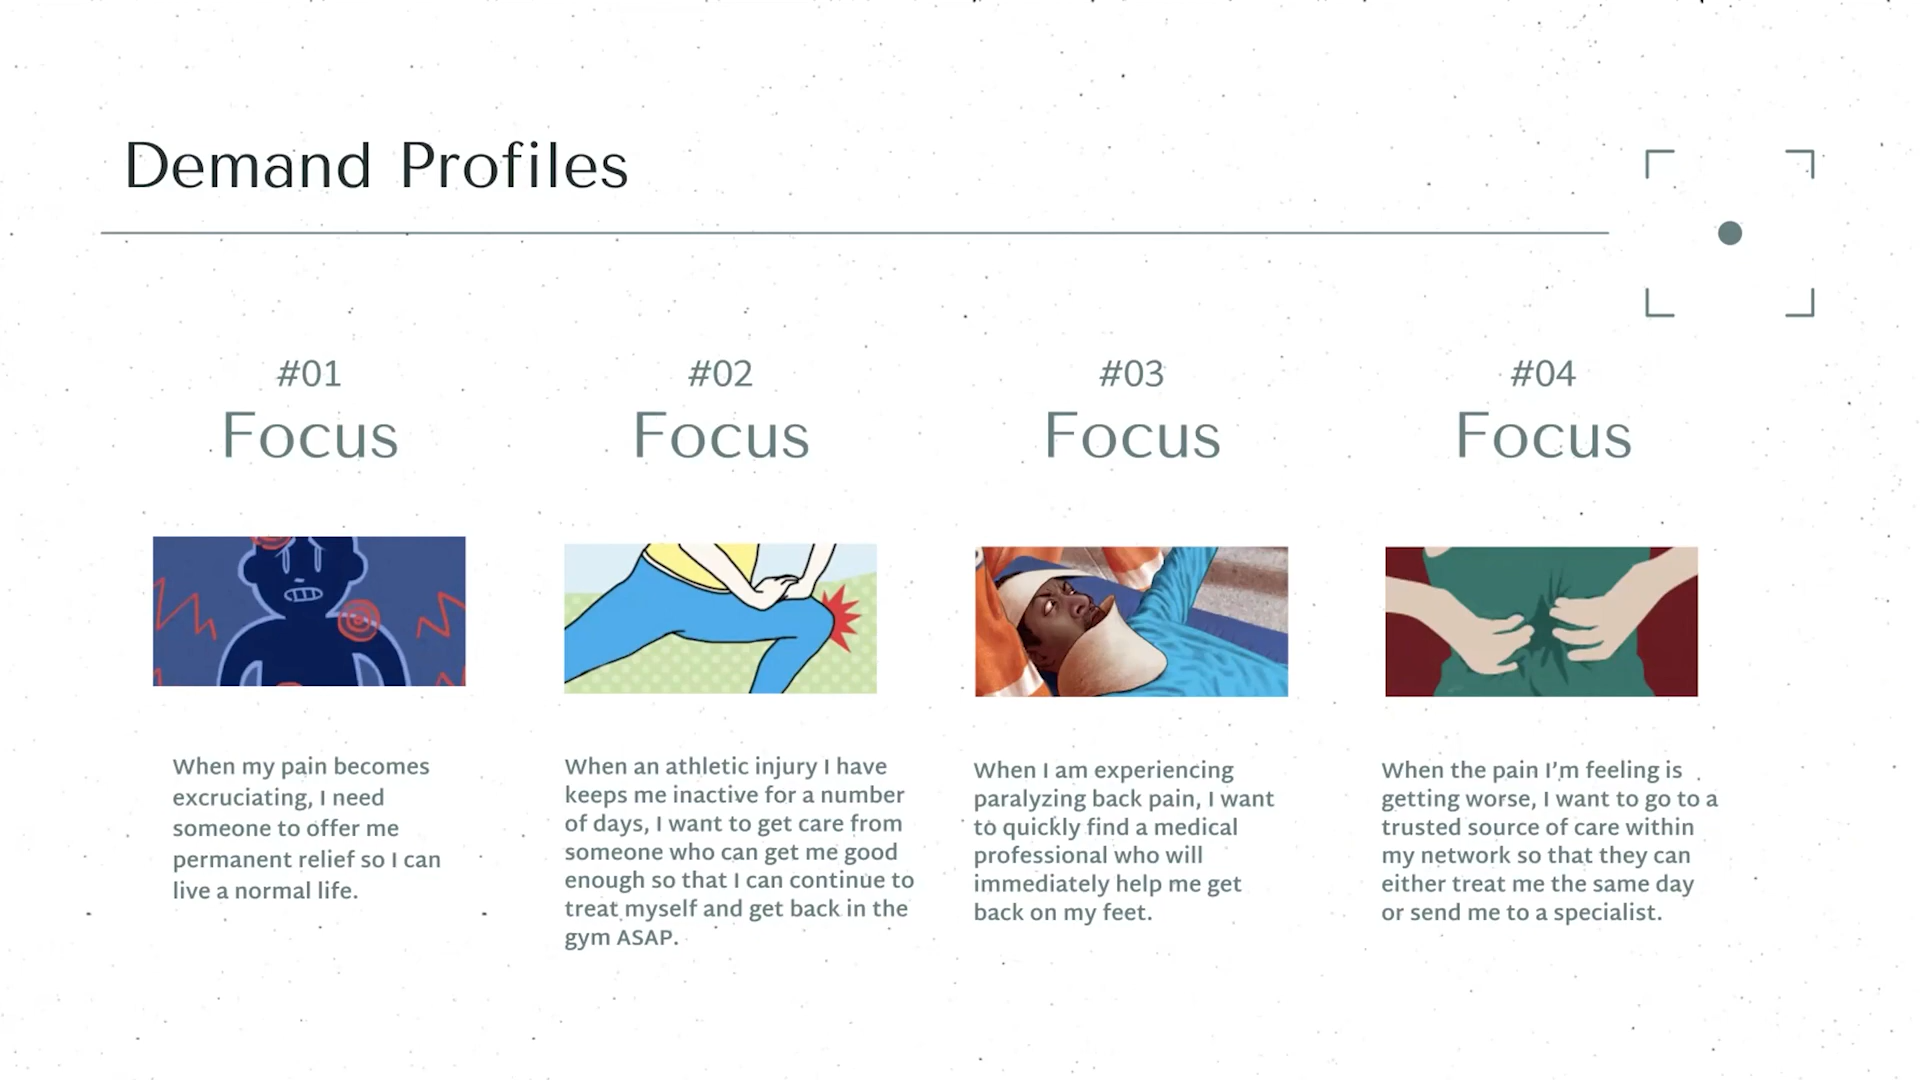 Demand Profiles
#01
Focus
When my pain becomes
excruciating, I need
someone to offer me
permanent relief so I can
live a normal life.
#02
Focus
When an athletic injury I have
keeps me inactive for a number
of days, I want to get care from
someone who can get me good
enough so that I can continue to
treat myself and get back in the
gym ASAP.
#03
Focus
When I am experiencing
paralyzing back pain, I want
to quickly find a medical
professional who will
immediately help me get
back on my feet.
#04
Focus
When the pain I’m feeling is
getting worse, I want to go to a
trusted source of care within
my network so that they can
either treat me the same day
or send me to a specialist.